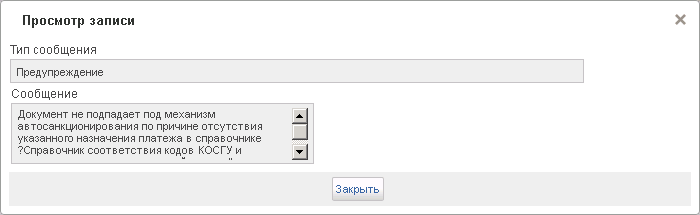 Просмотр записи
Тип сообщения
Предупреждение
Сообщение
Документ не подпадает под механизм
автосанкционирования по причине отсутствия
указанного назначения платежа в справочнике
?Справочник соответствия кодов КОСГУ и
Закрыть